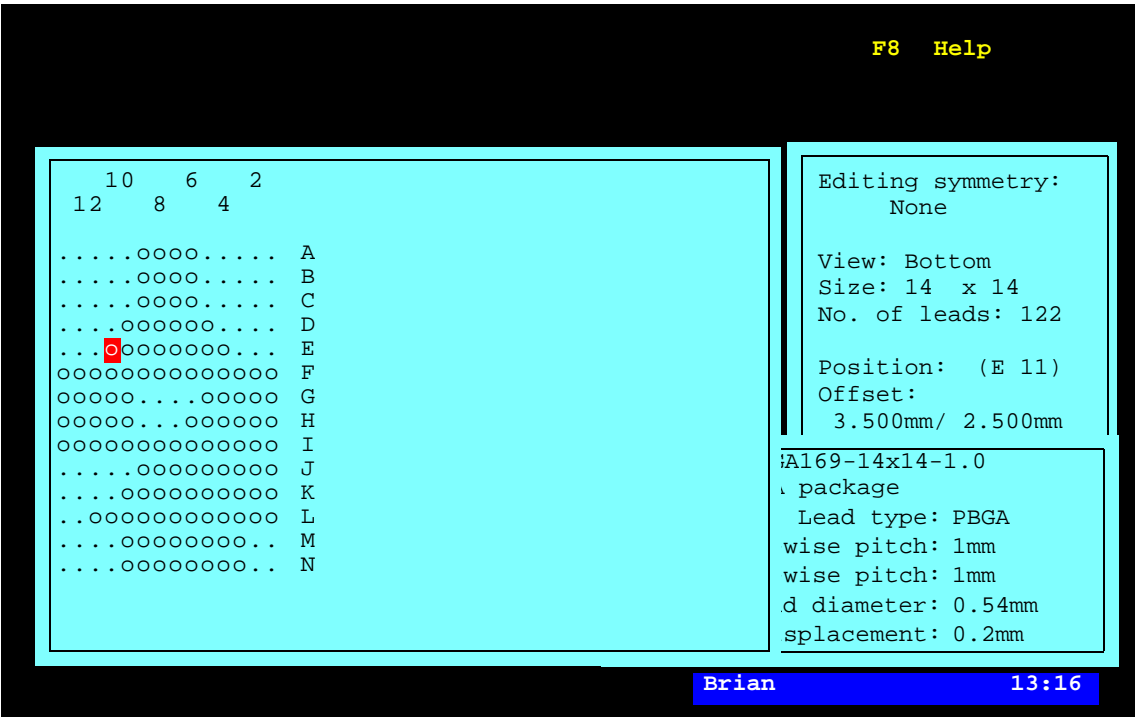 F8 Help
10 6 2
12 8 4
.....oooo..... A
.....oooo..... B
.....oooo..... C
....oooooo.... D
...oooooooo... E
oooooooooooooo F
ooooo....ooooo G
ooooo...oooooo H
oooooooooooooo I
.....ooooooooo J
....oooooooooo K
..oooooooooooo L
....oooooooo.. M
....oooooooo.. N
Editing symmetry:
None
View: Bottom
Size: 14 x 14
No. of leads: 122
Position: (E 11)
Offset:
3.500mm/ 2.500mm
GA169-14x14-1.0
package
Lead type: PBGA
wise pitch: 1mm
wise pitch: 1mm
d diameter: 0.54mm
splacement: 0.2mm
Brian 13:16